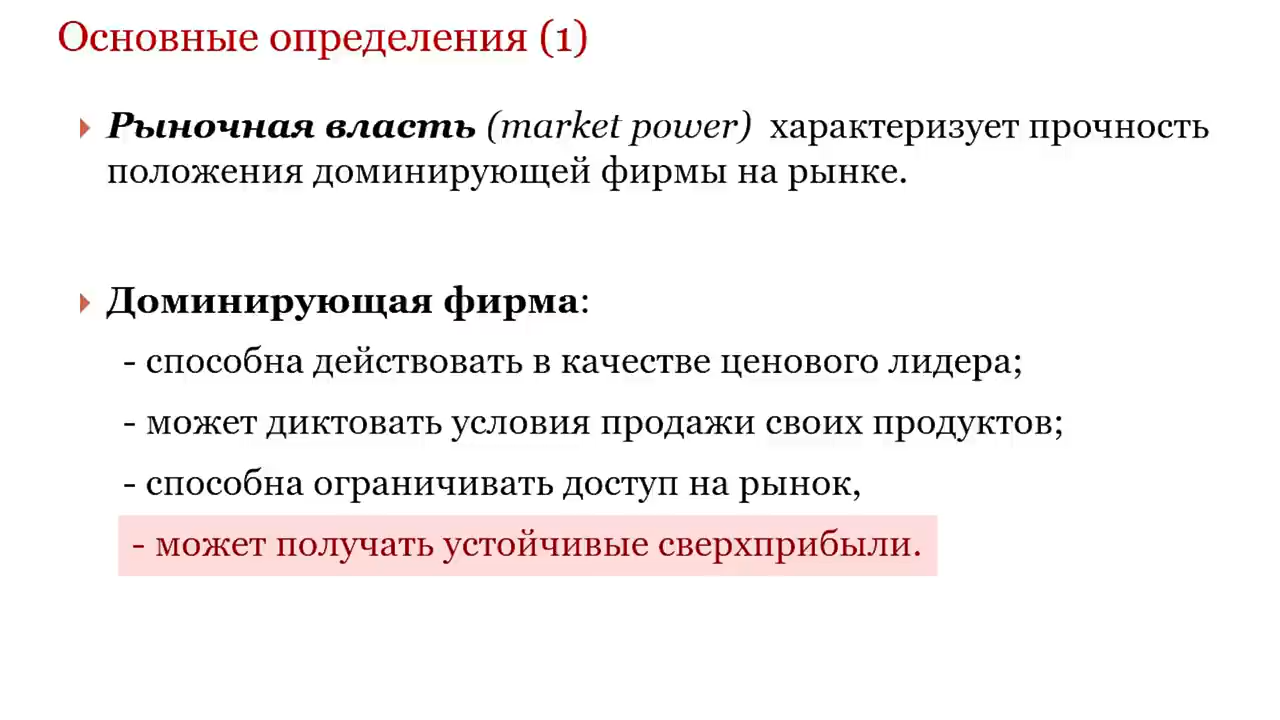 Основные определения (1)
Рыночная власть (market power) характеризует прочность
положения доминирующей фирмы на рынке.
Доминирующая фирма:
- способна действовать в качестве ценового лидера;
- может диктовать условия продажи своих продуктов;
- способна ограничивать доступ на рынок,
- может получать устойчивые сверхприбыли.